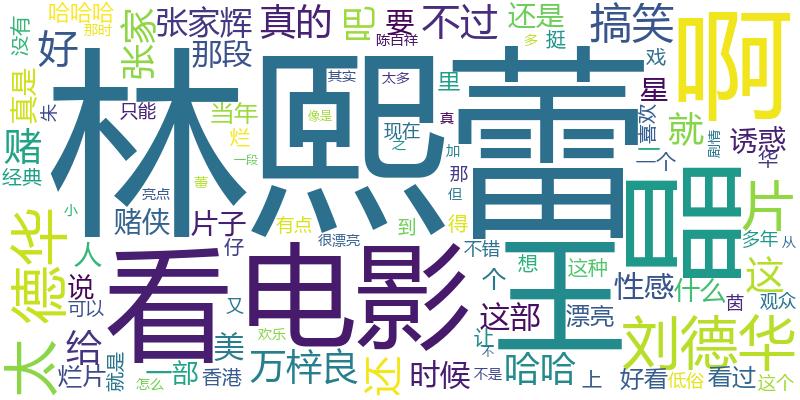 哈哈哈
张家辉
真的
吧
要
不过
还是
搞笑
啊
没有
好
张家
那时
那段
陈百祥
挺
多
戏
林熙蕾
真是
朱
只能
当年
里
星
就
喜欢
剧情
诱惑
赌
烂
其实
太多
像是
现在
之
真
加
二个
华
经典
一段
亮点
蕾
那
但
晶
片
小
赌侠
片子
有点
到
得
多年
从
德华
人
仔
很漂亮
不错
想
这种
这
看电影
王
说
可以
又
个
性感
什么
茵
观众
太
给
美
欢乐
这部
让
漂亮
刘德华
烂片
就是
一部
怎么
香港
万梓良
还
时候
不
不是
哈哈
上
好看
低俗
看过
这个